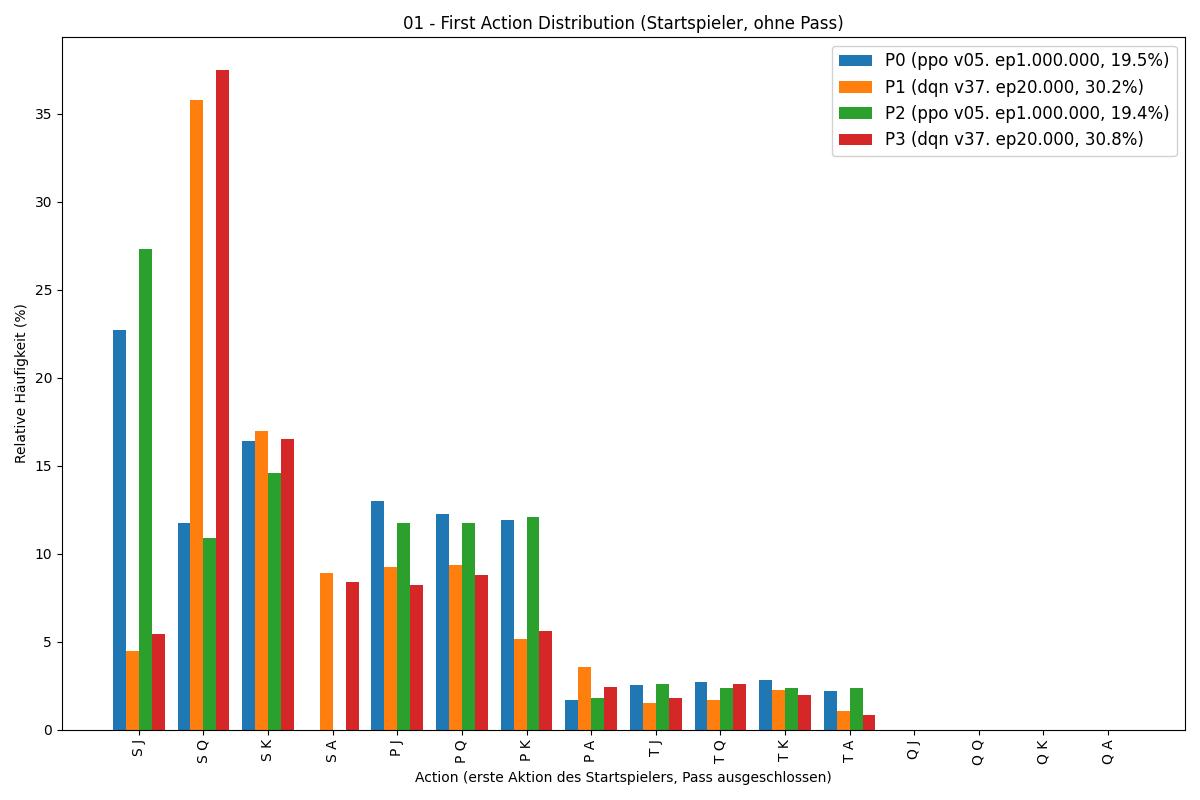 01 - First Action Distribution (Startspieler, ohne Pass)
P0 (ppo v05. ep1.000.000, 19.5%)
P1 (dqn v37. ep20.000, 30.2%)
P2 (ppo v05. ep1.000.000, 19.4%)
P3 (dqn v37. ep20.000, 30.8%)
Relative Häufigkeit (%)
35
30
25
20
15
10
5
0
S J
S Q
S K
S A
P J
P Q
P K
P A
T J
T Q
T K
T A
Q J
Q Q
Q K
Q A
Action (erste Aktion des Startspielers, Pass ausgeschlossen)